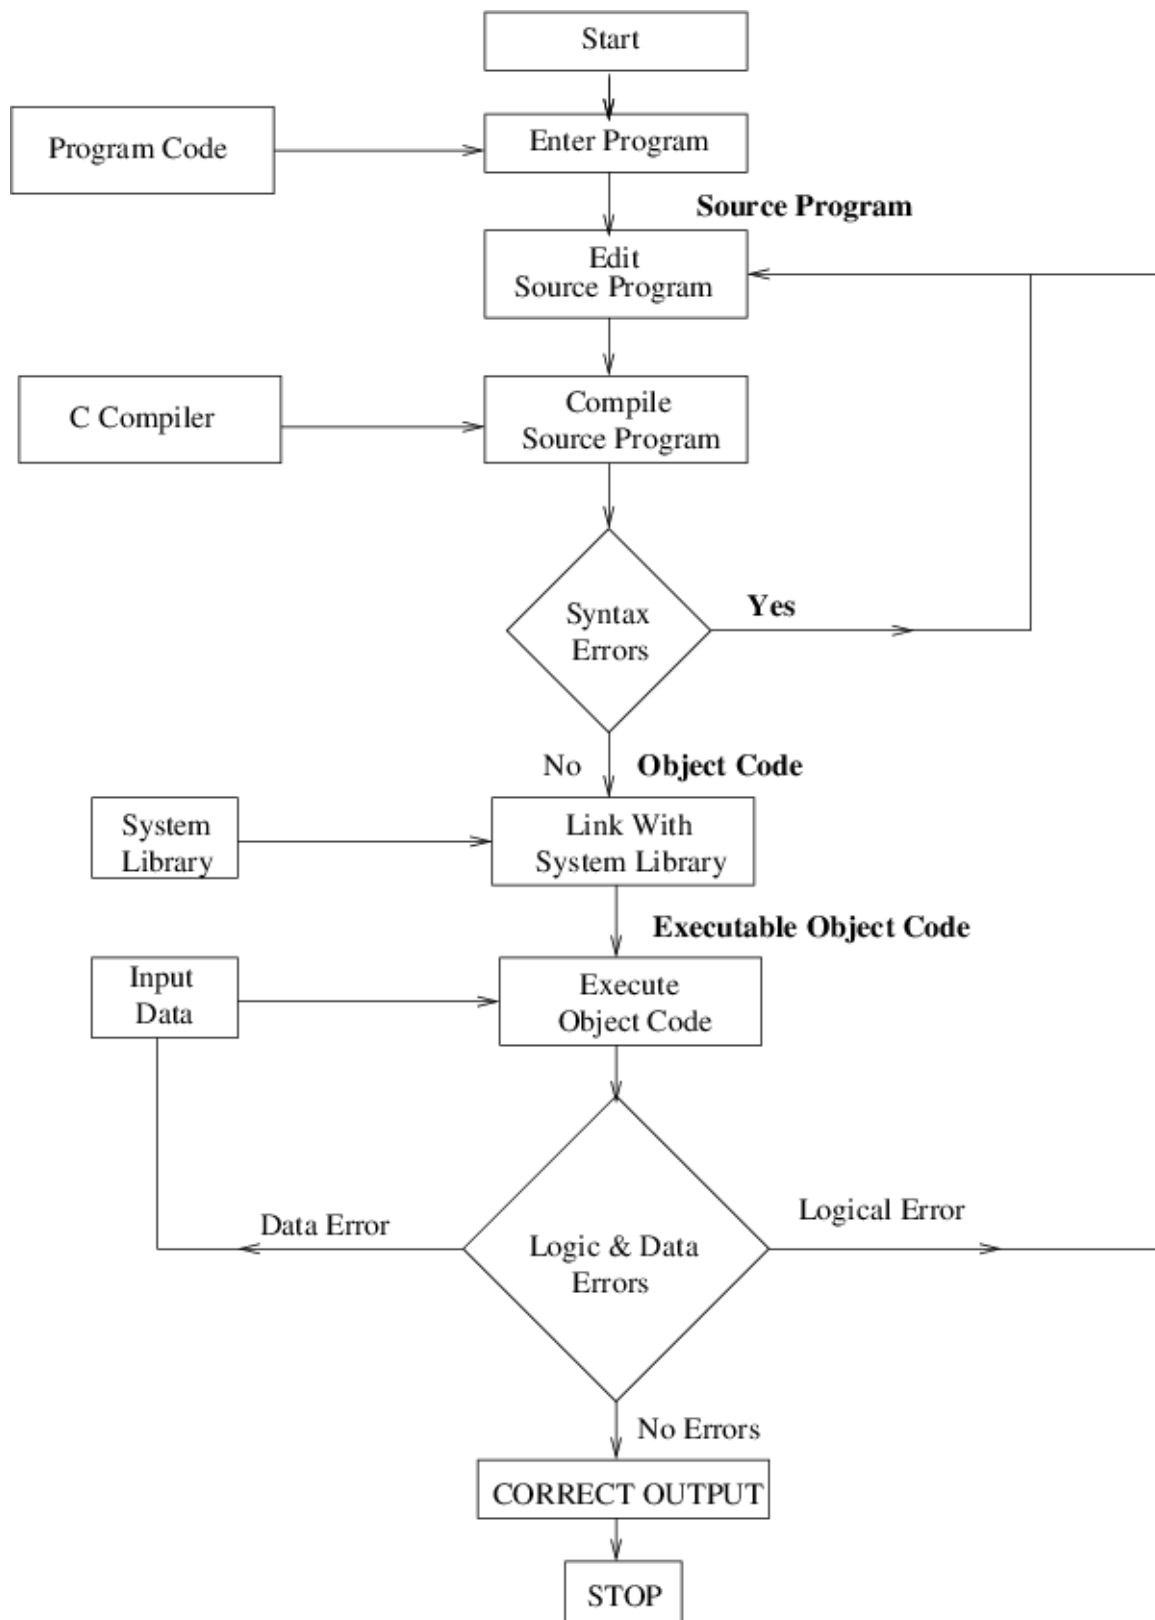 Start
Program Code
Enter Program
Source Program
Edit
Source Program
C Compiler
Compile
Source Program
Syntax
Errors
Yes
No
Object Code
System
Library
Link With
System Library
Executable Object Code
Input
Data
Execute
Object Code
Data Error
Logical Error
Logic & Data
Errors
No Errors
CORRECT OUTPUT
STOP